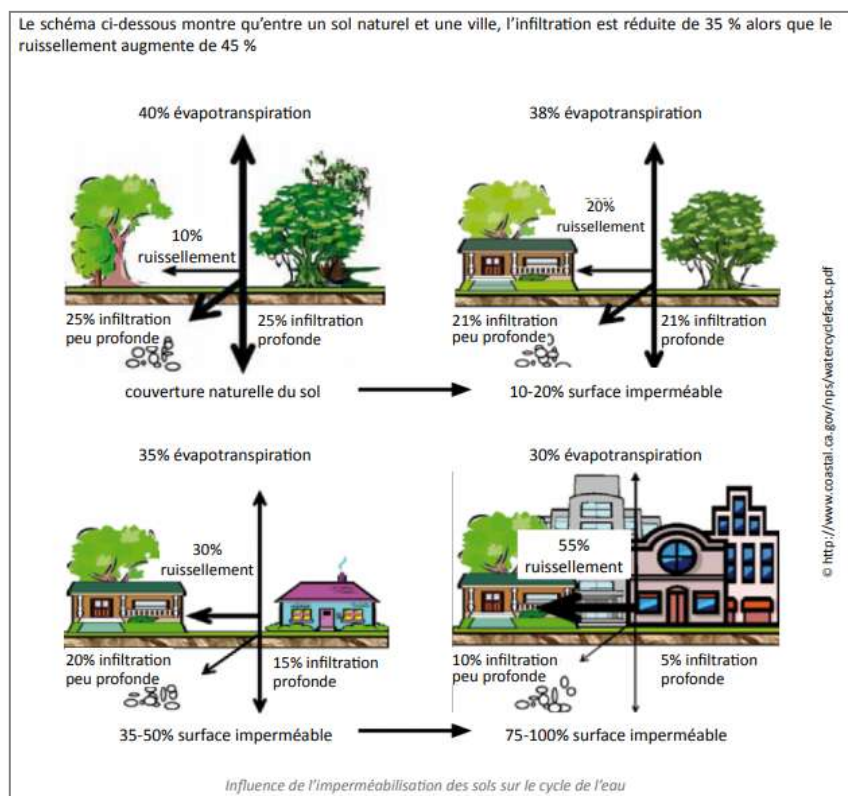 Le schéma ci-dessous montre qu'entre un sol naturel et une ville, l'infiltration est réduite de 35 % alors que le
ruissellement augmente de 45 %
40% évapotranspiration
10%
ruissellement
25% infiltration
peu profonde
25% infiltration
profonde
couverture naturelle du sol
38% évapotranspiration
20%
ruissellement
21% infiltration
peu profonde
21% infiltration
profonde
10-20% surface imperméable
35% évapotranspiration
30%
ruissellement
20% infiltration
peu profonde
15% infiltration
profonde
35-50% surface imperméable
30% évapotranspiration
55%
ruissellement
10% infiltration
peu profonde
5% infiltration
profonde
75-100% surface imperméable
© http://www.coastal.ca.gov/nps/watercyclefacts.pdf
Influence de l'imperméabilisation des sols sur le cycle de l'eau